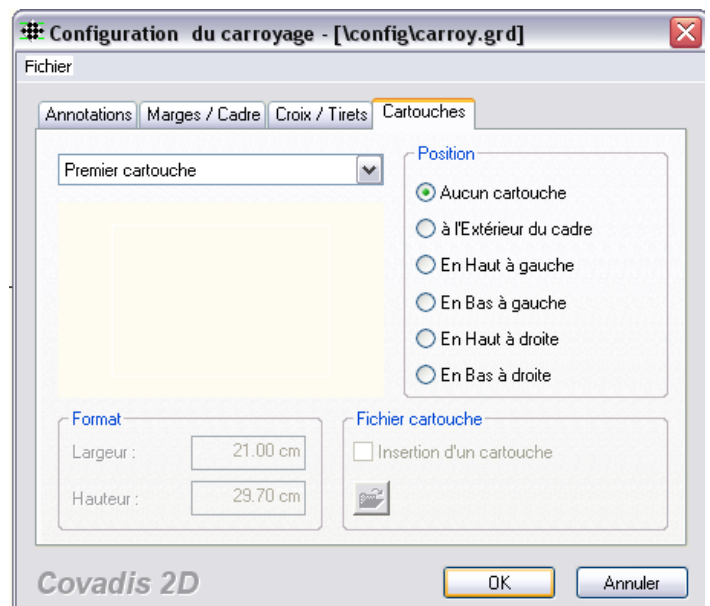 Configuration du carroyage - [\config\carroy.grd]
Fichier
Annotations Marges / Cadre Croix / Tirets Cartouches
Premier cartouche
Position
Aucun cartouche
à l'Extérieur du cadre
En Haut à gauche
En Bas à gauche
En Haut à droite
En Bas à droite
Format
Largeur : 21.00 cm
Hauteur : 29.70 cm
Fichier cartouche
Insertion d'un cartouche
Covadis 2D
OK Annuler